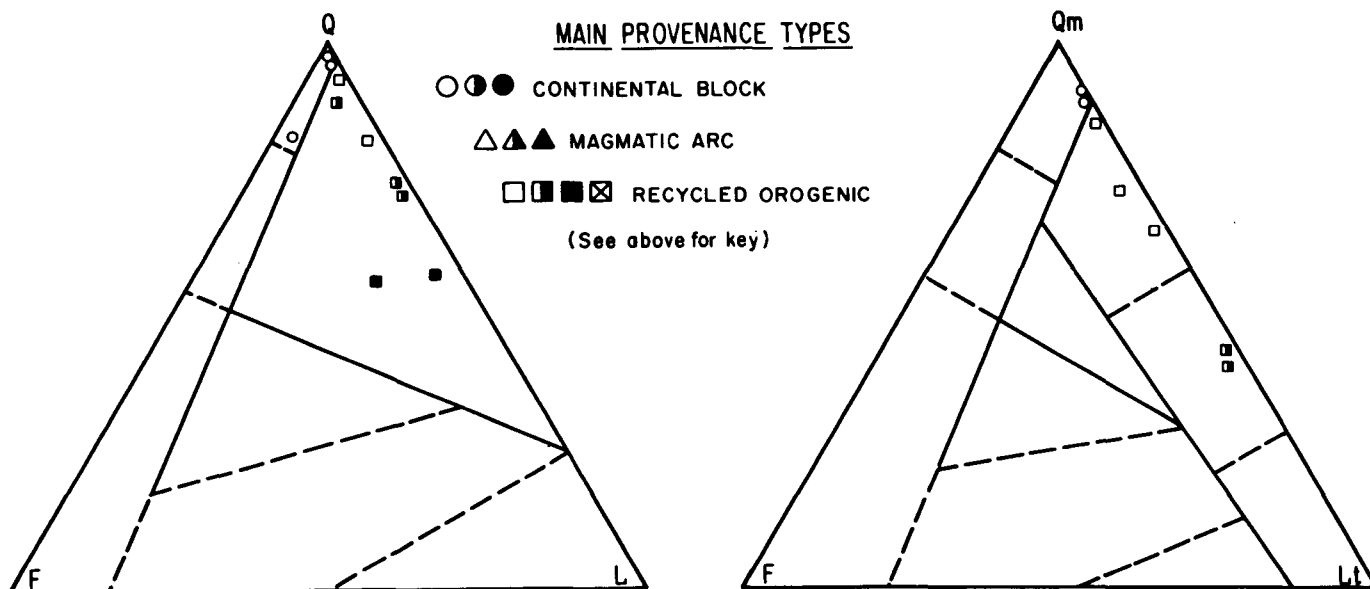 Q
MAIN PROVENANCE TYPES
Qm
CONTINENTAL BLOCK
MAGMATIC ARC
RECYCLED OROGENIC
(See above for key)
F
L
F
Lt